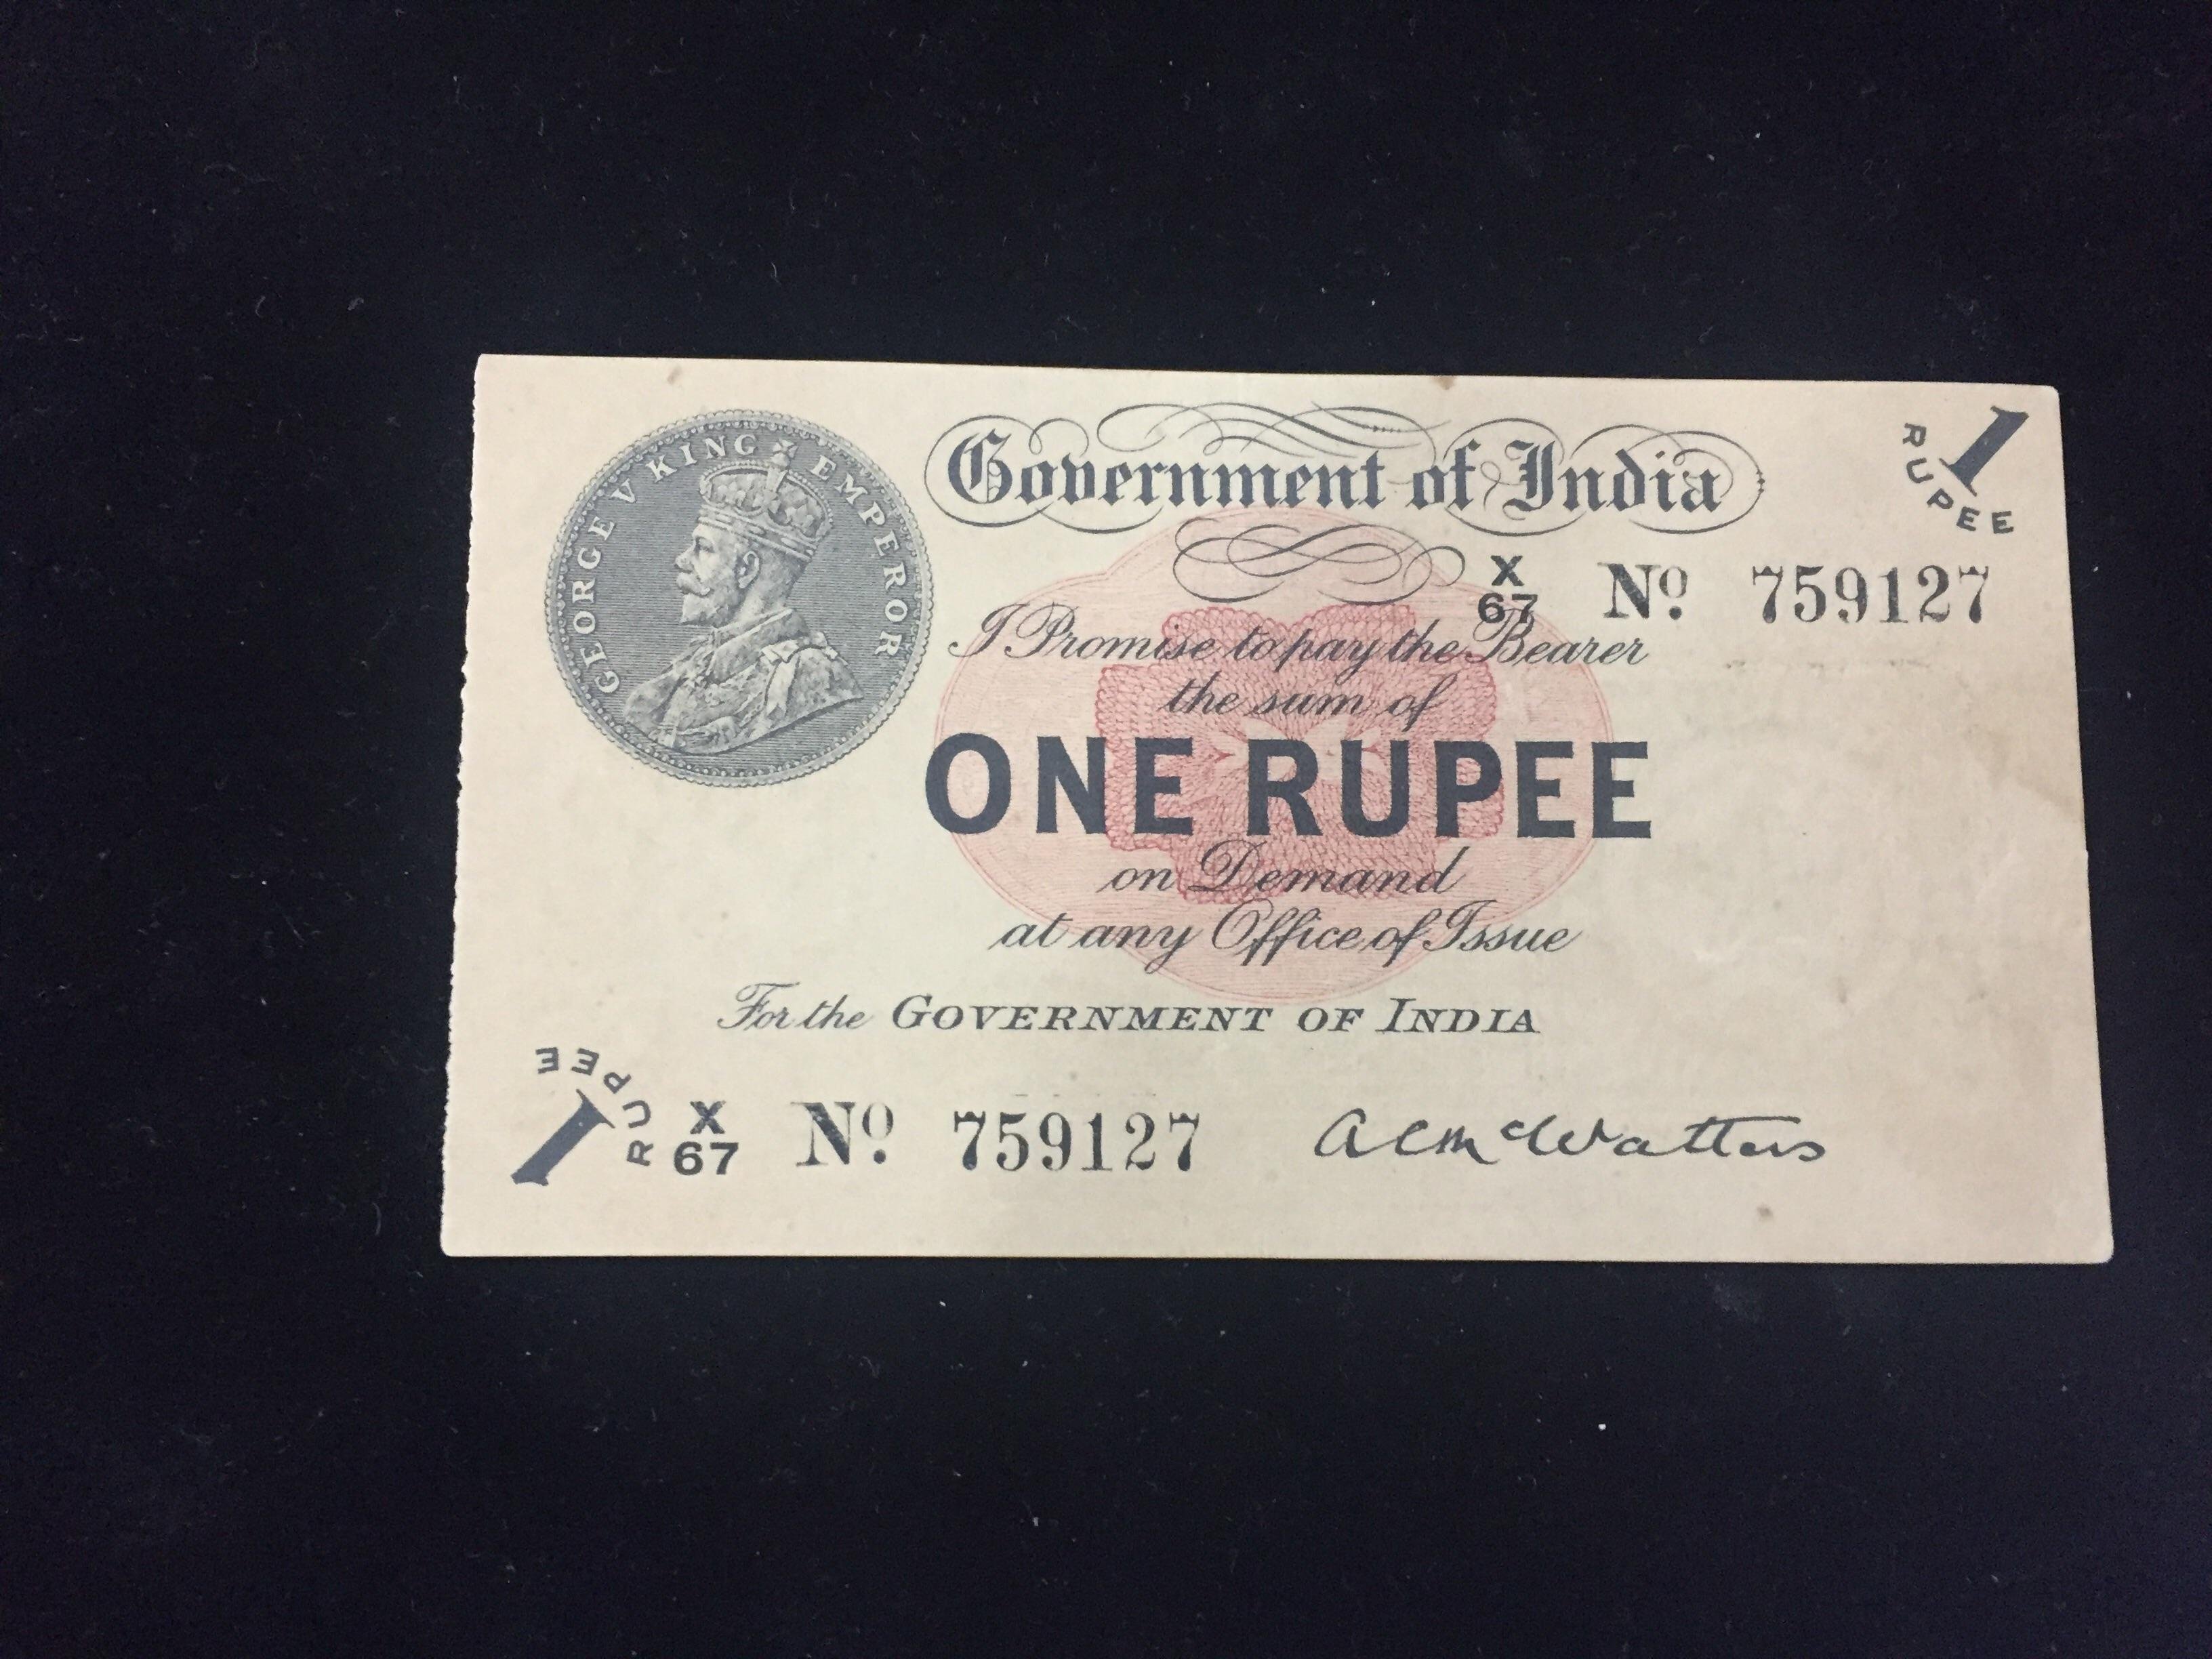 GEORGE V KING EMPEROR
Government of India
1 RUPEE
X
67 Nº 759127
I Promise to pay the Bearer
the sum of
ONE RUPEE
on Demand
at any Office of Issue
For the GOVERNMENT OF INDIA
1 RUPEE
X
67 Nº 759127
ACMcWatters